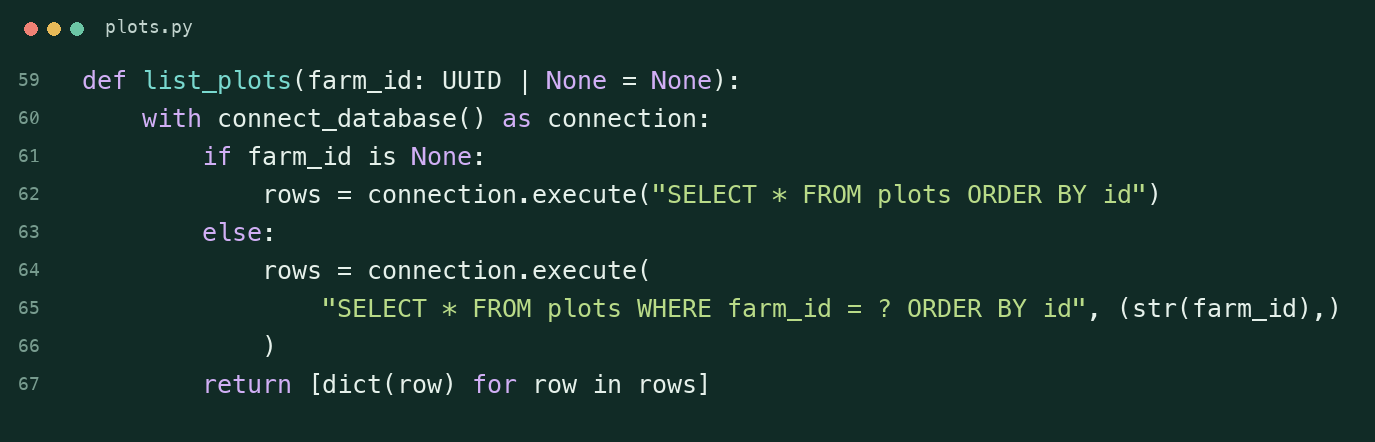 plots.py
59 def list_plots(farm_id: UUID | None = None):
60     with connect_database() as connection:
61         if farm_id is None:
62             rows = connection.execute("SELECT * FROM plots ORDER BY id")
63         else:
64             rows = connection.execute(
65                 "SELECT * FROM plots WHERE farm_id = ? ORDER BY id", (str(farm_id),)
66             )
67         return [dict(row) for row in rows]